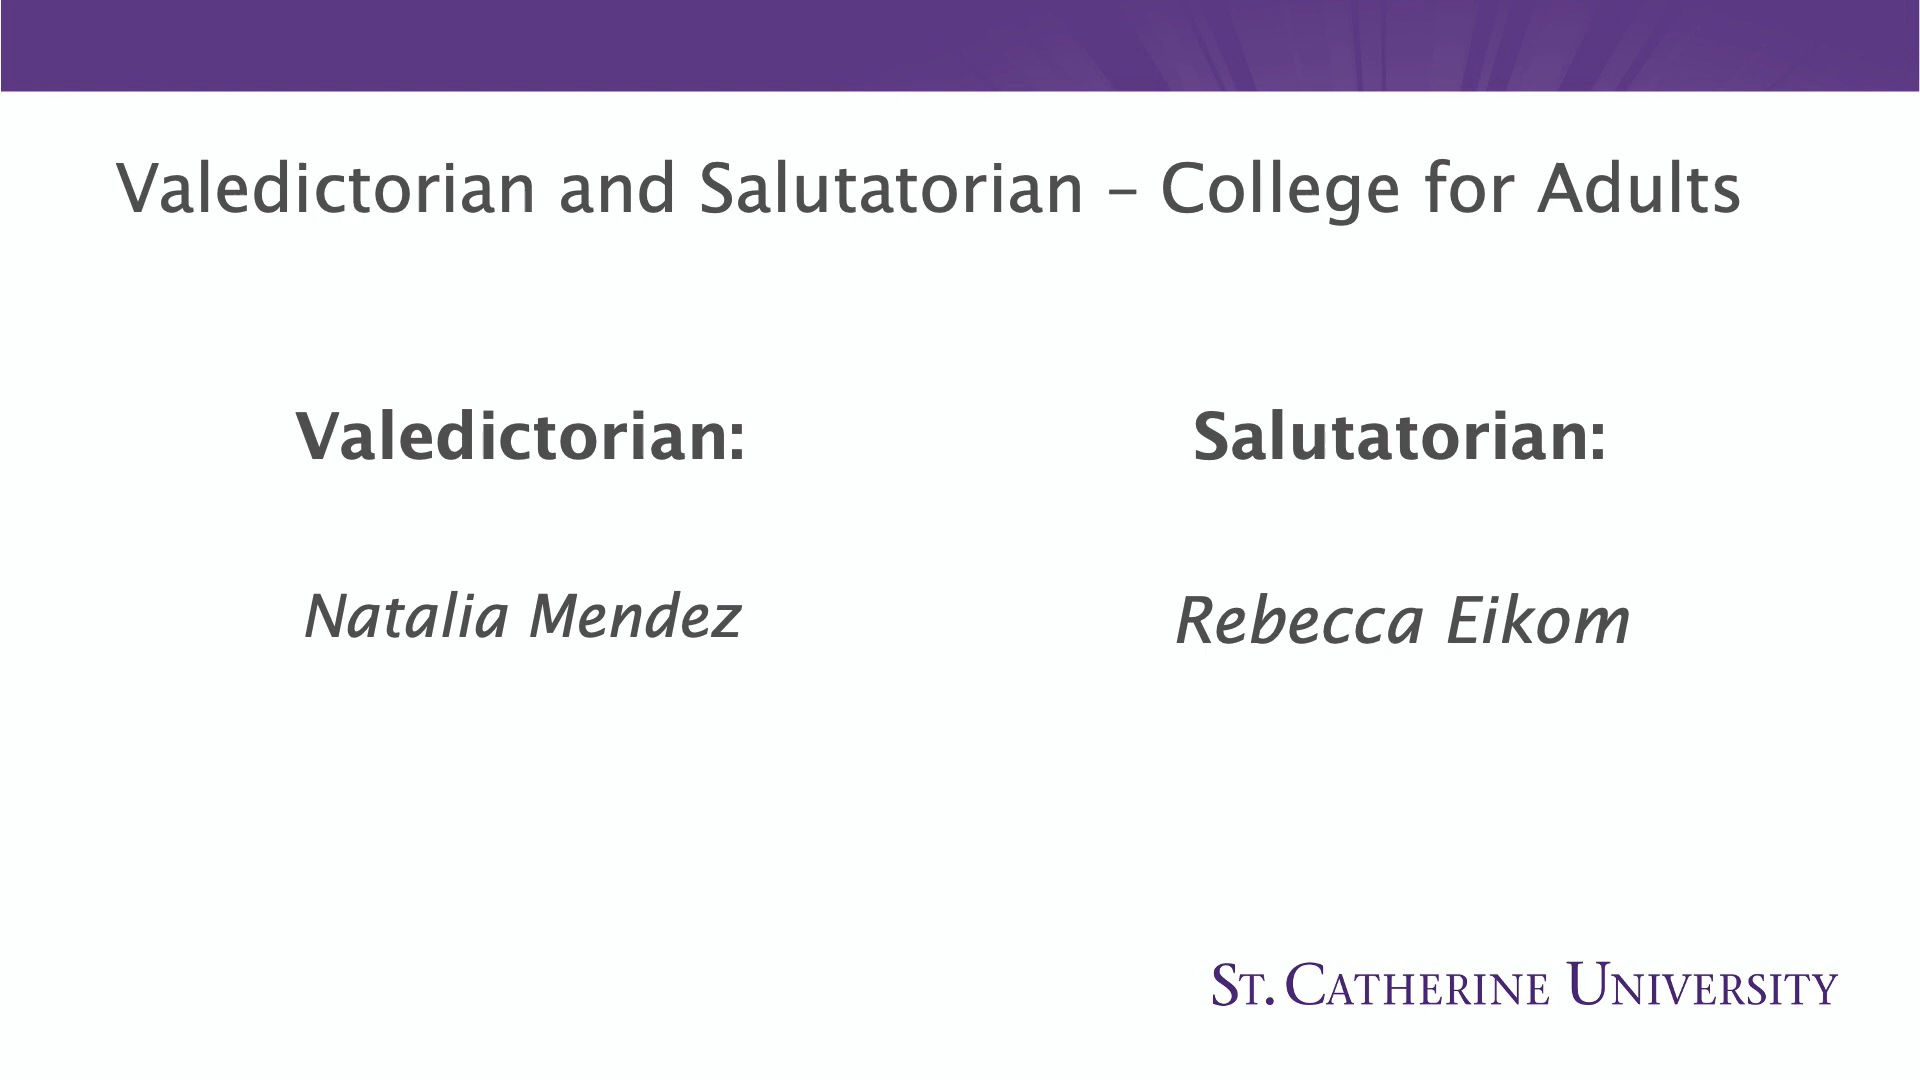 Valedictorian and Salutatorian – College for Adults
Valedictorian:
Natalia Mendez
Salutatorian:
Rebecca Eikom
St. Catherine University